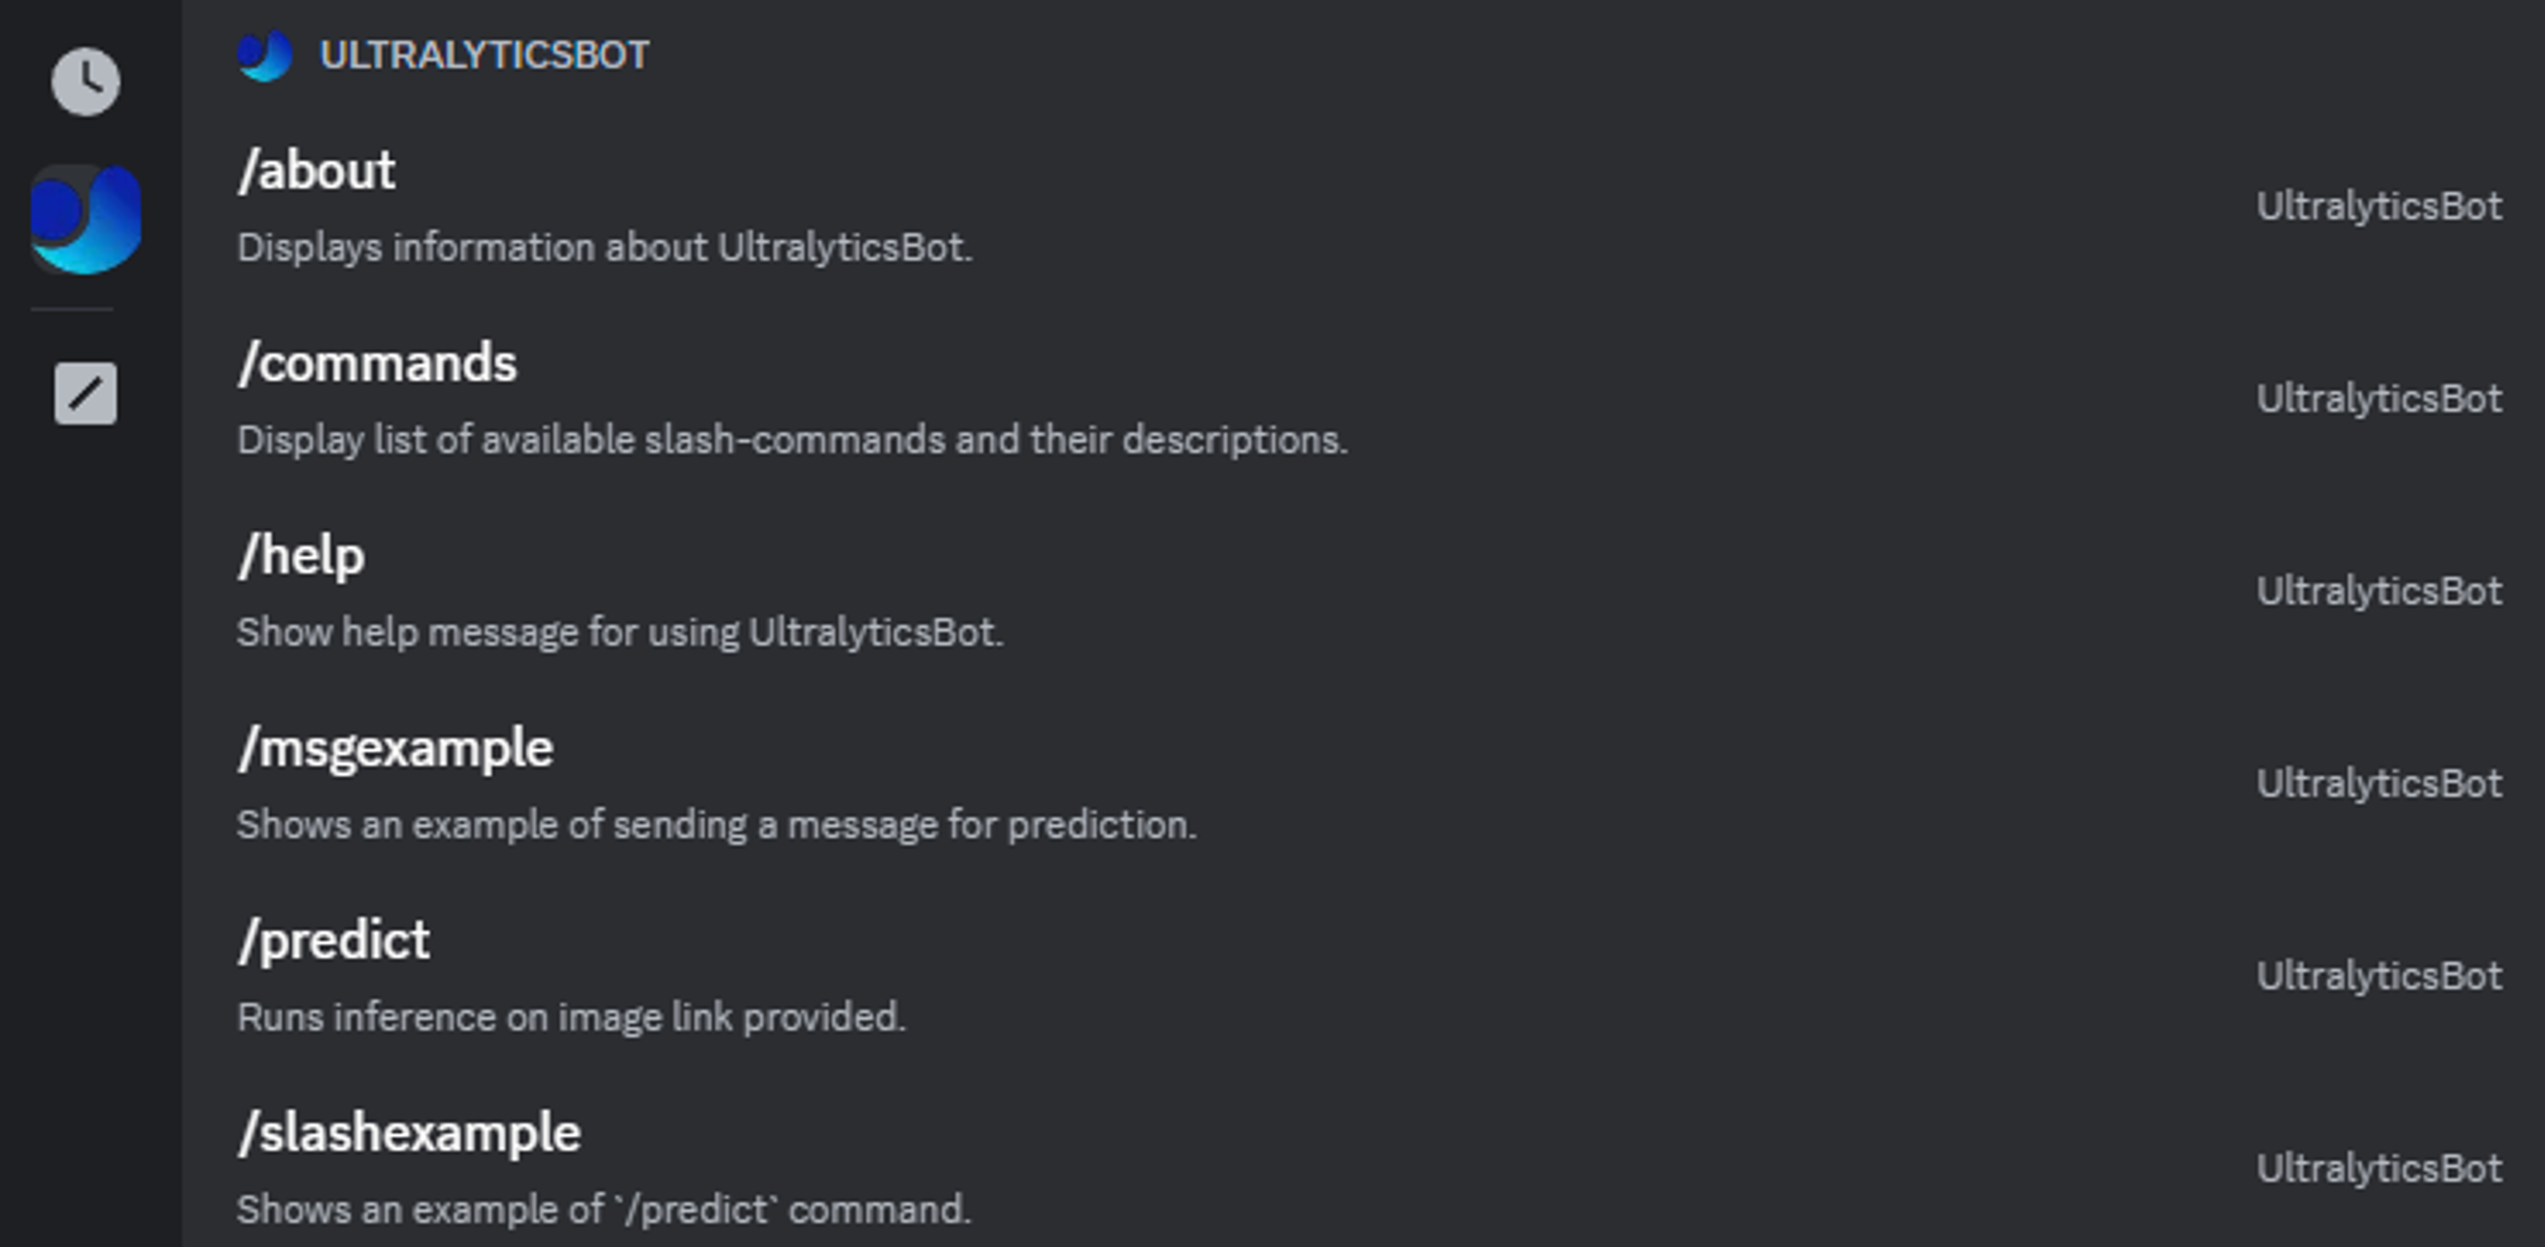 ULTRALYTICSBOT
/about
Displays information about UltralyticsBot.
UltralyticsBot
/commands
Display list of available slash-commands and their descriptions.
UltralyticsBot
/help
Show help message for using UltralyticsBot.
UltralyticsBot
/msgexample
Shows an example of sending a message for prediction.
UltralyticsBot
/predict
Runs inference on image link provided.
UltralyticsBot
/slashexample
Shows an example of `/predict` command.
UltralyticsBot